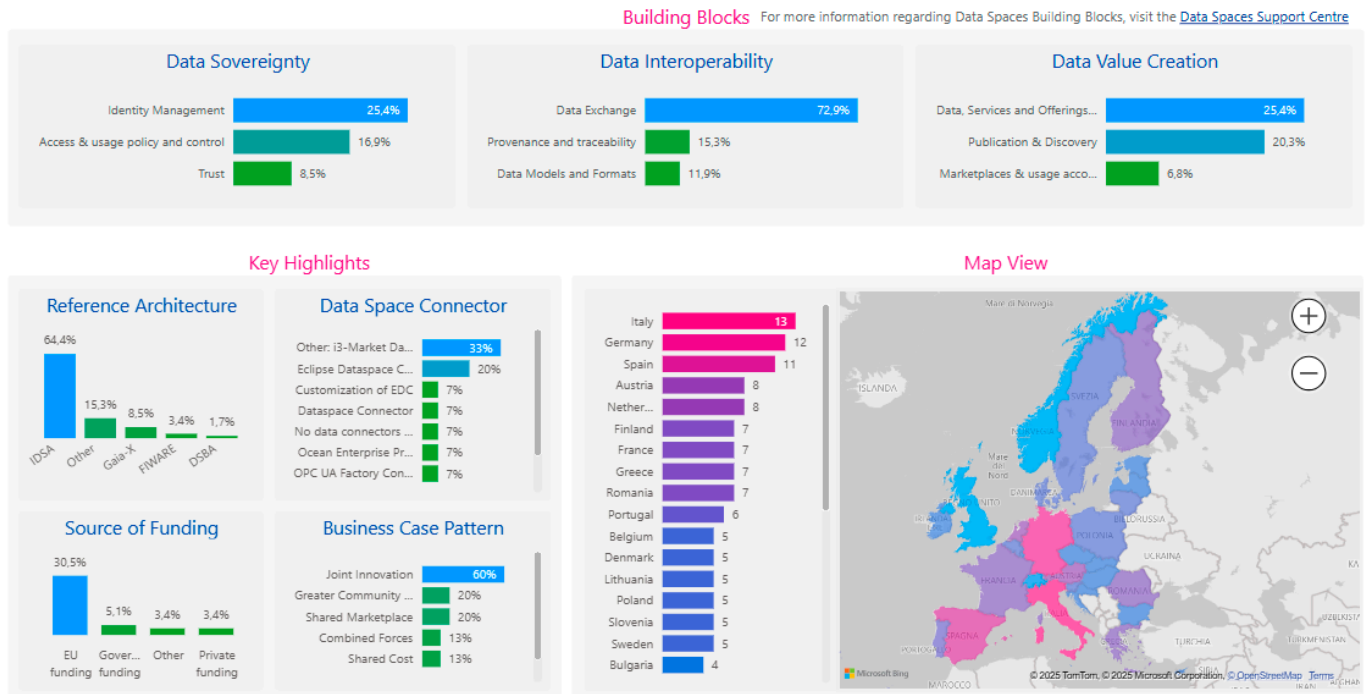 Building Blocks For more information regarding Data Spaces Building Blocks, visit the Data Spaces Support Centre
Data Sovereignty
Identity Management 25,4%
Access & usage policy and control 16,9%
Trust 8,5%
Data Interoperability
Data Exchange 72,9%
Provenance and traceability 15,3%
Data Models and Formats 11,9%
Data Value Creation
Data, Services and Offerings... 25,4%
Publication & Discovery 20,3%
Marketplaces & usage acco... 6,8%
Key Highlights
Reference Architecture
64,4%
15,3%
8,5%
3,4%
1,7%
IDSA Other Gaia-X FIWARE DSBA
Data Space Connector
Other: i3-Market Da... 33%
Eclipse Dataspace C... 20%
Customization of EDC 7%
Dataspace Connector 7%
No data connectors ... 7%
Ocean Enterprise Pr... 7%
OPC UA Factory Con... 7%
Source of Funding
30,5%
5,1% 3,4% 3,4%
EU Gover... Other Private
funding funding funding
Business Case Pattern
Joint Innovation 60%
Greater Community ... 20%
Shared Marketplace 20%
Combined Forces 13%
Shared Cost 13%
Map View
Italy 13
Germany 12
Spain 11
Austria 8
Nether... 8
Finland 7
France 7
Greece 7
Romania 7
Portugal 6
Belgium 5
Denmark 5
Lithuania 5
Poland 5
Slovenia 5
Sweden 5
Bulgaria 4
Mare di Norvegia
ISLANDA
SVEZIA
FINLANDIA
Mare
del
Nord
DANIMARCA
BIELORUSSIA
POLONIA
UCRAINA
KA
FRANCIA
AUSTRIA
ROMANIA
UZBEKISTA
SPAGNA
TURCHIA
TURKMENISTAN
MAROCCO
Microsoft Bing
© 2025 TomTom, © 2025 Microsoft Corporation, © OpenStreetMap Terms